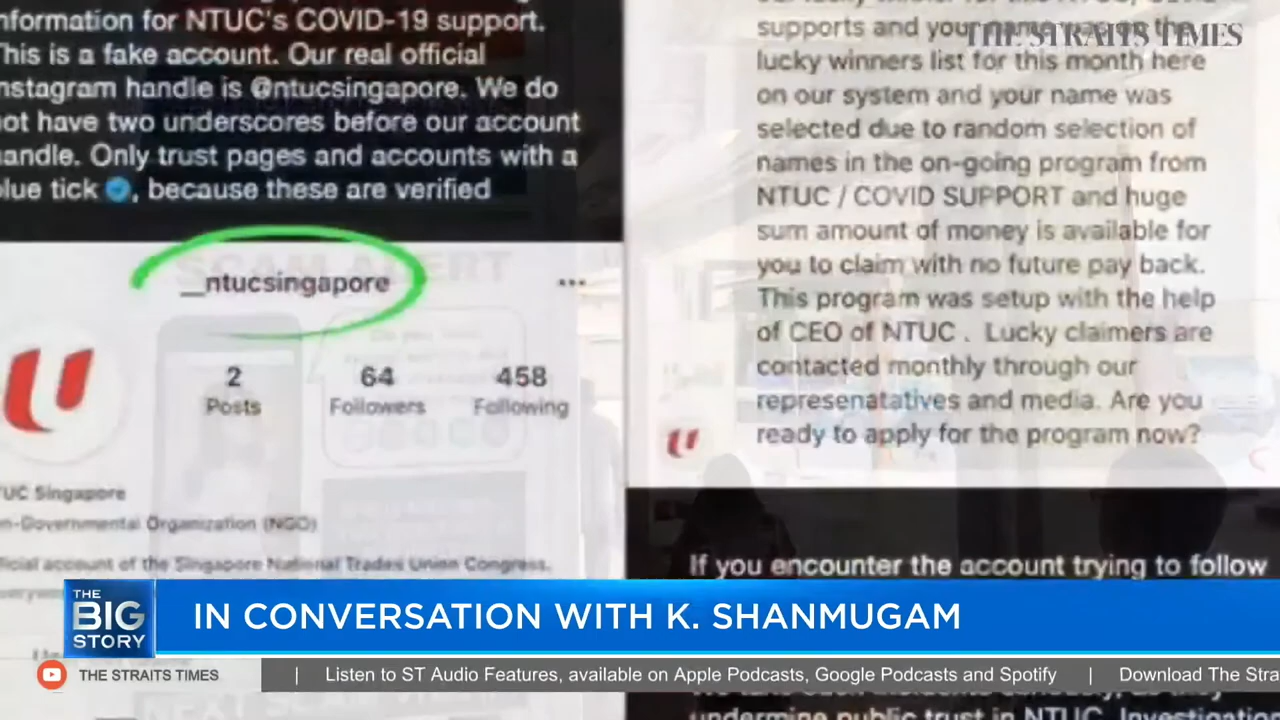 nformation for NTUC's COVID-19 support.
This is a fake account. Our real official
nstagram handle is @ntucsingapore. We do
ot have two underscores before our account
andle. Only trust pages and accounts with a
lue tick , because these are verified
__ntucsingapore
SCAM ALERT
2
Posts
64
Followers
458
Following
UC Singapore
n-Governmental Organization (NGO)
icial account of the Singapore National Trades Union Congress.
THE STRAITS TIMES
supports and your name was on the
lucky winners list for this month here
on our system and your name was
selected due to random selection of
names in the on-going program from
NTUC / COVID SUPPORT and huge
sum amount of money is available for
you to claim with no future pay back.
This program was setup with the help
of CEO of NTUC . Lucky claimers are
contacted monthly through our
represenatatives and media. Are you
ready to apply for the program now?
If you encounter the account trying to follow
THE BIG STORY
IN CONVERSATION WITH K. SHANMUGAM
THE STRAITS TIMES | Listen to ST Audio Features, available on Apple Podcasts, Google Podcasts and Spotify | Download The Stra
undermine public trust in NTUC. Investigation